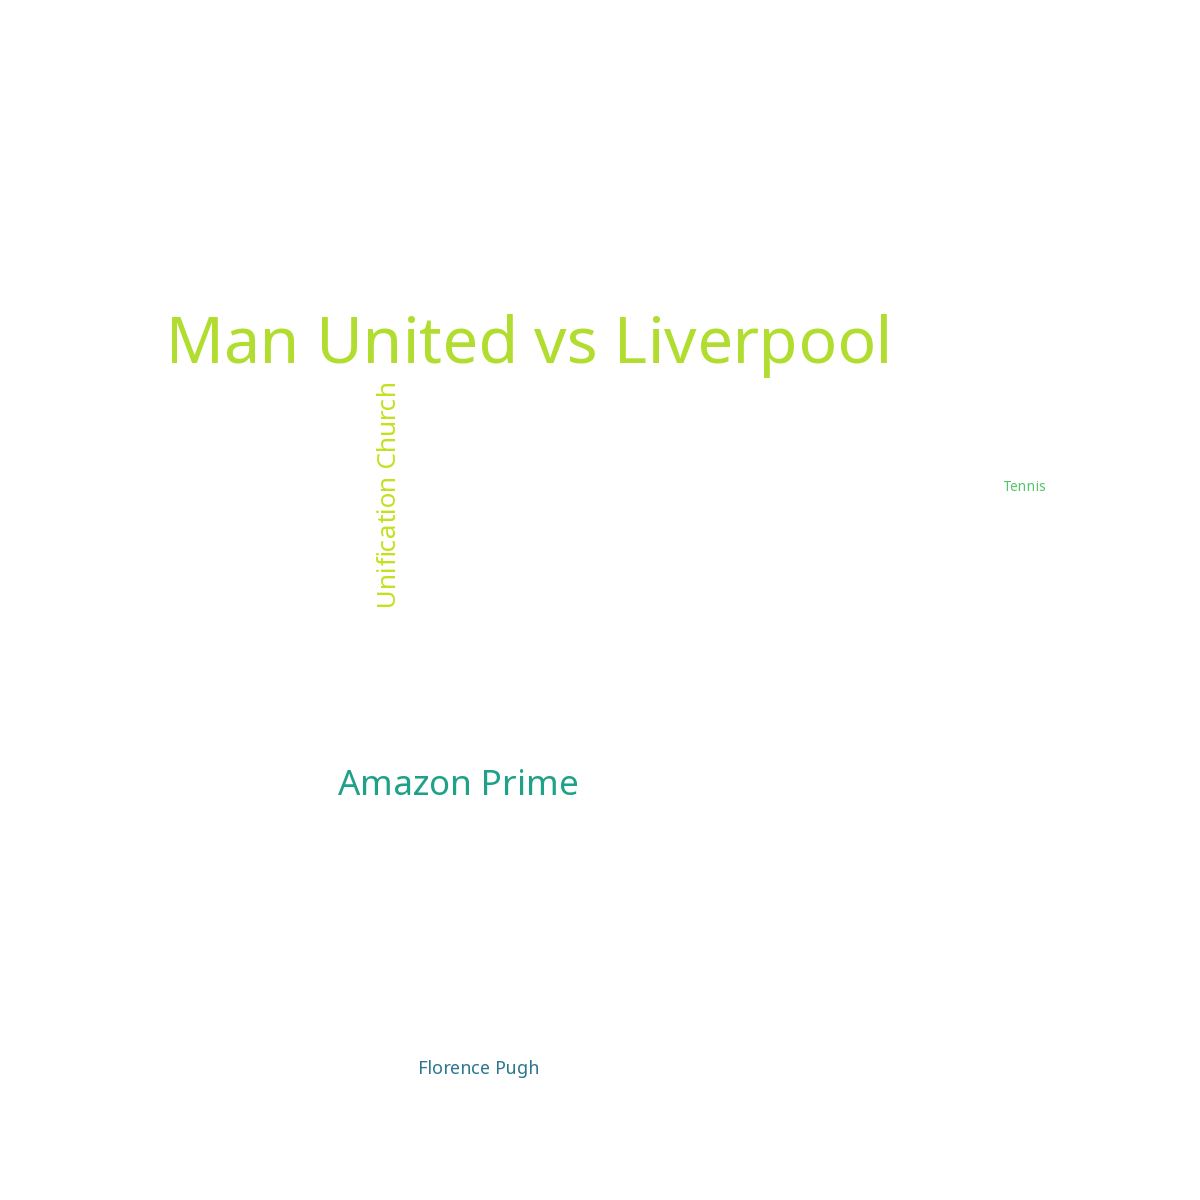 Man United vs Liverpool
Unification Church
Tennis
Amazon Prime
Florence Pugh